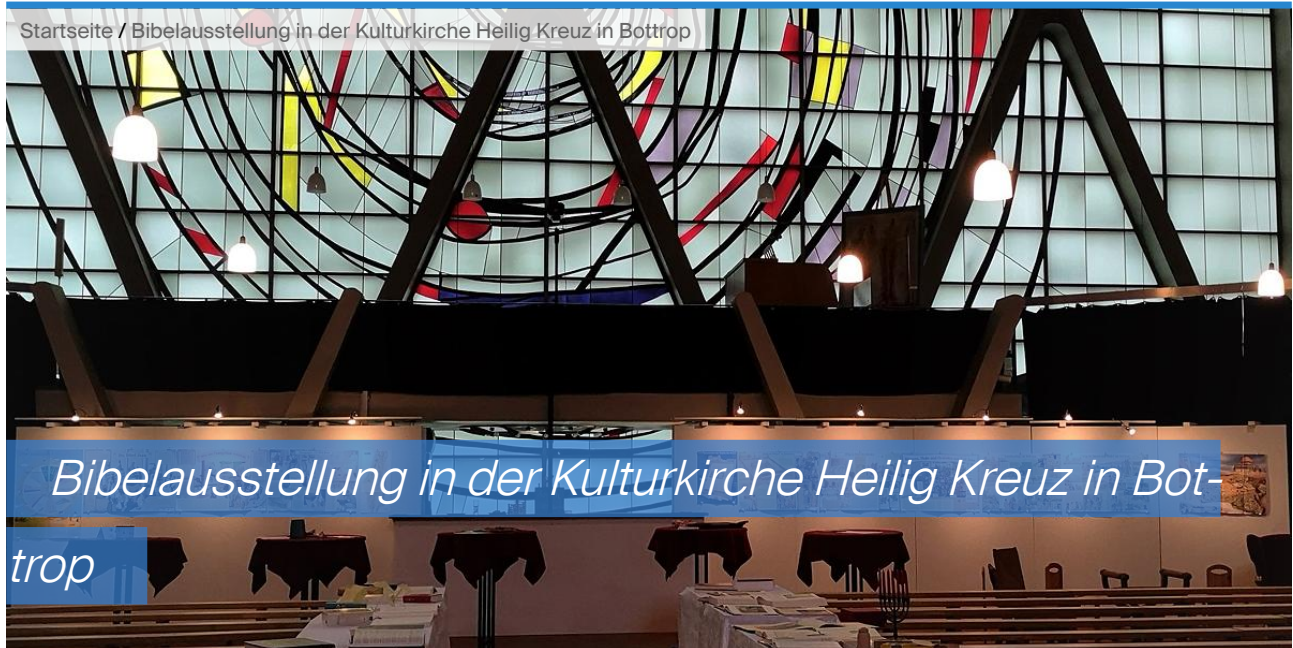 Startseite / Bibelausstellung in der Kulturkirche Heilig Kreuz in Bottrop
Bibelausstellung in der Kulturkirche Heilig Kreuz in Bot-
trop